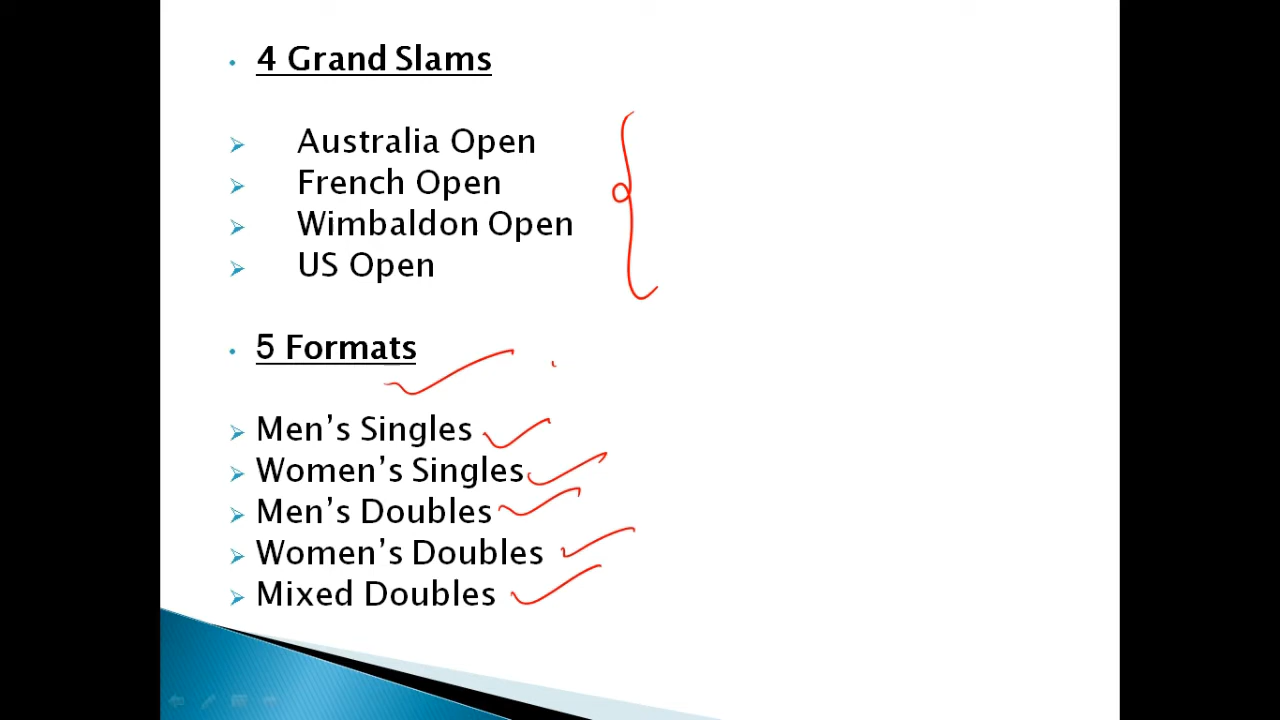 4 Grand Slams
Australia Open
French Open
Wimbaldon Open
US Open
5 Formats
Men’s Singles
Women’s Singles
Men’s Doubles
Women’s Doubles
Mixed Doubles